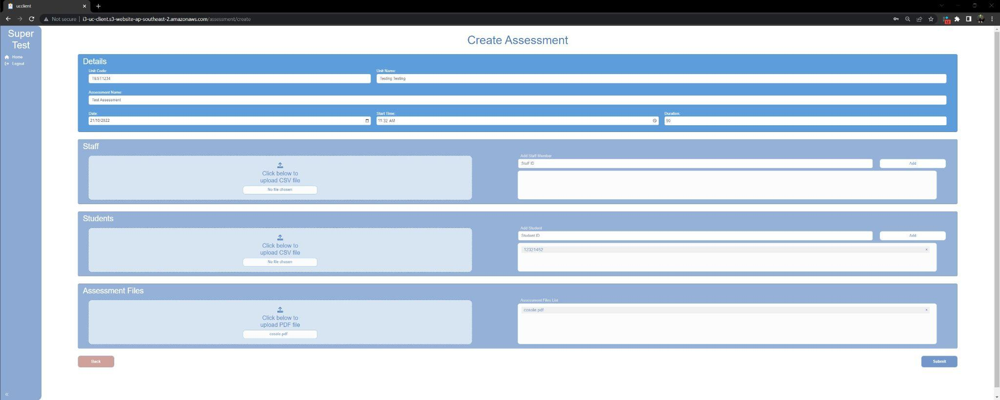 ucclient
Not secure
i3-uc-client.s3-website-ap-southeast-2.amazonaws.com/assessment/create
12
Super
Test
Home
Logout
Create Assessment
Details
Unit Code:
Unit Name:
TEST1234
Testing Testing
Assessment Name:
Test Assessment
Date:
Start Time:
Duration:
21/10/2022
11:32 AM
90
Staff
Click below to
upload CSV file
No file chosen
Add Staff Member
Staff ID
Add
Students
Click below to
upload CSV file
No file chosen
Add Student
Student ID
Add
12321452
Assessment Files
Click below to
upload PDF file
cosole.pdf
Assessment Files List
cosole.pdf
Back
Submit